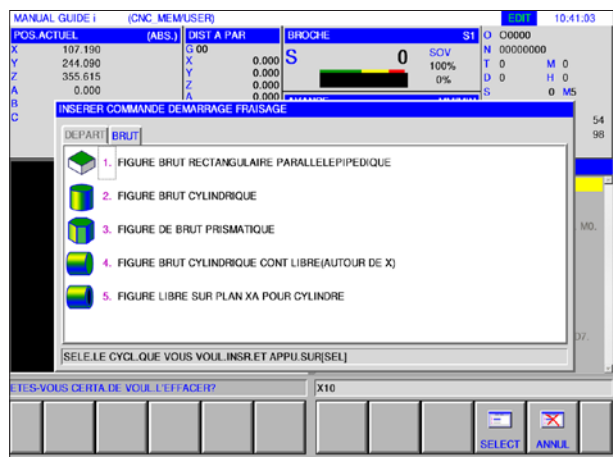 MANUAL GUIDE i (CNC_MEM/USER) EDIT 10:41:03
POS.ACTUEL (ABS.) DIST A PAR BROCHE S1 O O0000
X 107.190 G 00 S 0 SOV N 00000000
Y 244.090 X 0.000 100% T 0 M 0
Z 355.615 Y 0.000 0% D 0 H 0
A 0.000 Z 0.000 S 0 M5
B A 0.000
C
INSERER COMMANDE DEMARRAGE FRAISAGE
54
98
DEPART BRUT
1. FIGURE BRUT RECTANGULAIRE PARALLELEPIPEDIQUE
2. FIGURE BRUT CYLINDRIQUE
3. FIGURE DE BRUT PRISMATIQUE
M0.
4. FIGURE BRUT CYLINDRIQUE CONT LIBRE(AUTOUR DE X)
5. FIGURE LIBRE SUR PLAN XA POUR CYLINDRE
SELE.LE CYCL.QUE VOUS VOUL.INSR.ET APPU.SUR[SEL]
ETES-VOUS CERTA.DE VOUL.L'EFFACER? X10
SELECT ANNUL